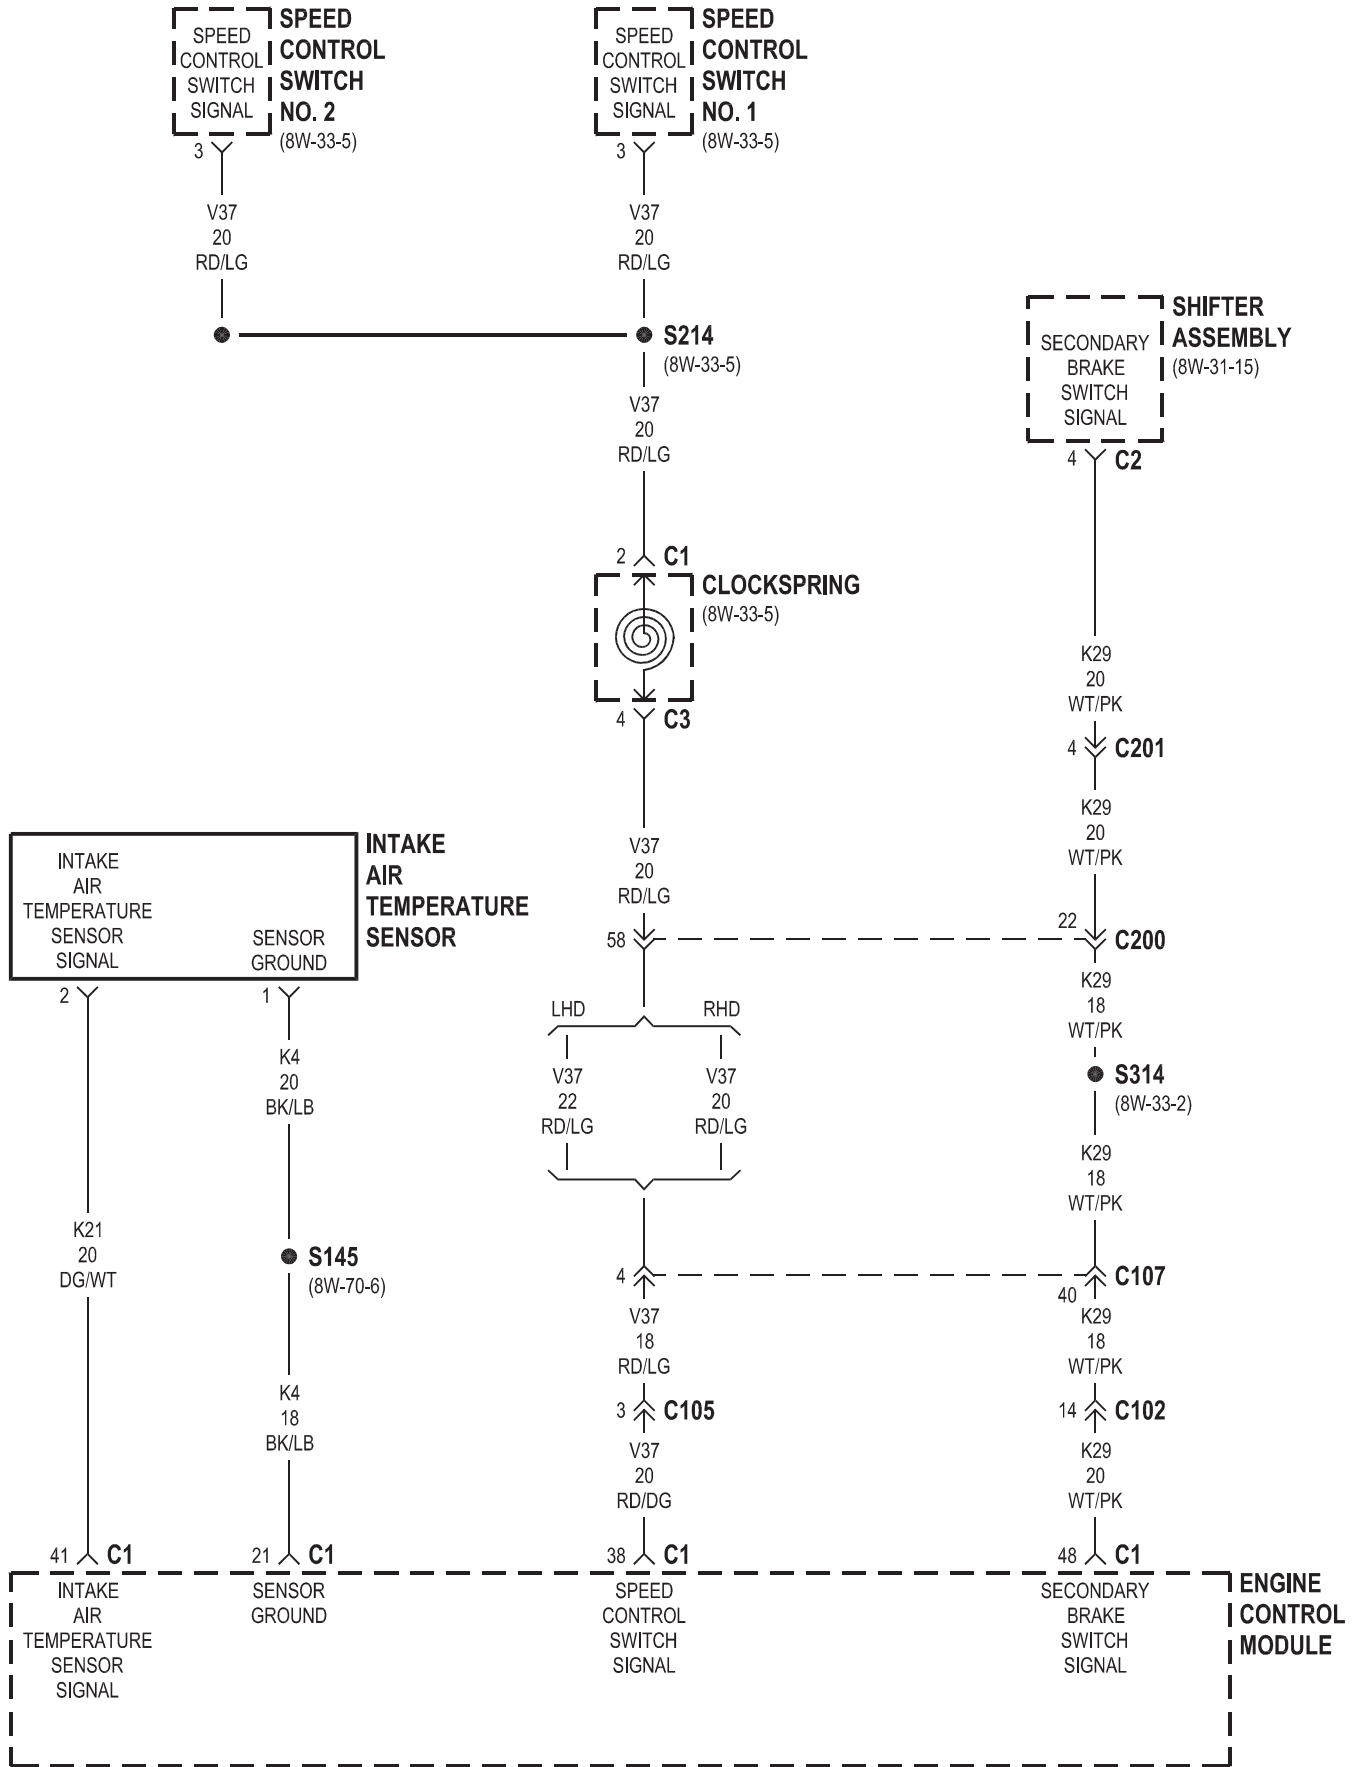 SPEED
CONTROL
SWITCH
SIGNAL
SPEED
CONTROL
SWITCH
NO. 2
(8W-33-5)
3
V37
20
RD/LG
SPEED
CONTROL
SWITCH
SIGNAL
SPEED
CONTROL
SWITCH
NO. 1
(8W-33-5)
3
V37
20
RD/LG
S214
(8W-33-5)
V37
20
RD/LG
2
C1
CLOCKSPRING
(8W-33-5)
4
C3
V37
20
RD/LG
58
LHD
RHD
V37
22
RD/LG
V37
20
RD/LG
4
V37
18
RD/LG
3
C105
V37
20
RD/DG
38
C1
SECONDARY
BRAKE
SWITCH
SIGNAL
SHIFTER
ASSEMBLY
(8W-31-15)
4
C2
K29
20
WT/PK
4
C201
K29
20
WT/PK
22
C200
K29
18
WT/PK
S314
(8W-33-2)
K29
18
WT/PK
C107
40
K29
18
WT/PK
14
C102
K29
20
WT/PK
48
C1
INTAKE
AIR
TEMPERATURE
SENSOR
SIGNAL
SENSOR
GROUND
INTAKE
AIR
TEMPERATURE
SENSOR
2
K21
20
DG/WT
41
C1
1
K4
20
BK/LB
S145
(8W-70-6)
K4
18
BK/LB
21
C1
INTAKE
AIR
TEMPERATURE
SENSOR
SIGNAL
SENSOR
GROUND
SPEED
CONTROL
SWITCH
SIGNAL
SECONDARY
BRAKE
SWITCH
SIGNAL
ENGINE
CONTROL
MODULE